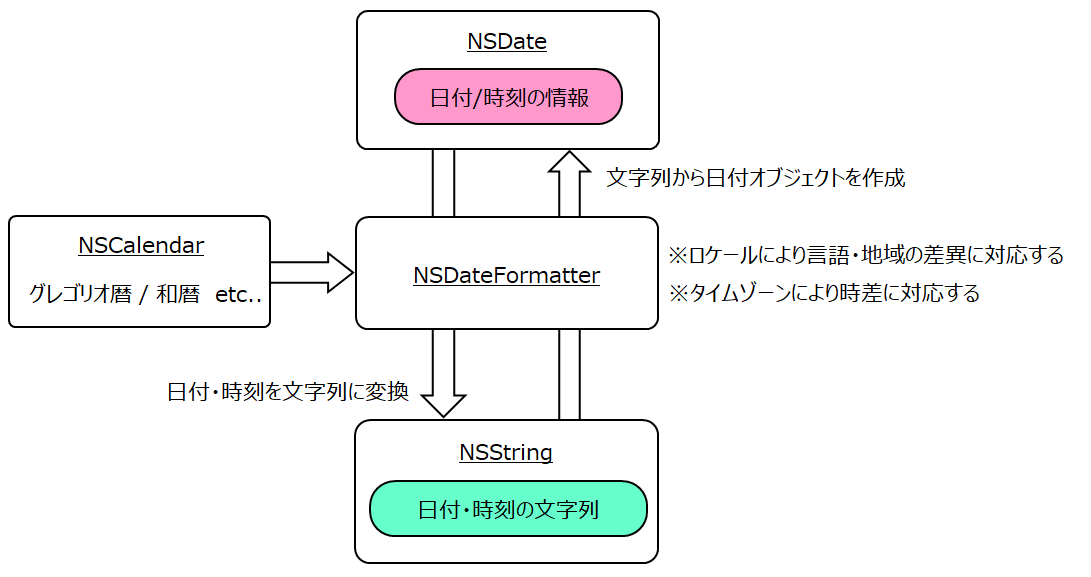 NSDate
日付/時刻の情報
文字列から日付オブジェクトを作成
NSCalendar
グレゴリオ暦 / 和暦 etc..
NSDateFormatter
※ロケールにより言語・地域の差異に対応する
※タイムゾーンにより時差に対応する
日付・時刻を文字列に変換
NSString
日付・時刻の文字列